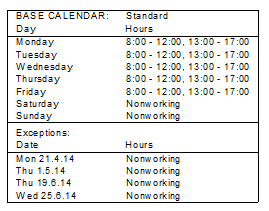 BASE CALENDAR: Standard
Day Hours
Monday 8:00 - 12:00, 13:00 - 17:00
Tuesday 8:00 - 12:00, 13:00 - 17:00
Wednesday 8:00 - 12:00, 13:00 - 17:00
Thursday 8:00 - 12:00, 13:00 - 17:00
Friday 8:00 - 12:00, 13:00 - 17:00
Saturday Nonworking
Sunday Nonworking
Exceptions:
Date Hours
Mon 21.4.14 Nonworking
Thu 1.5.14 Nonworking
Thu 19.6.14 Nonworking
Wed 25.6.14 Nonworking